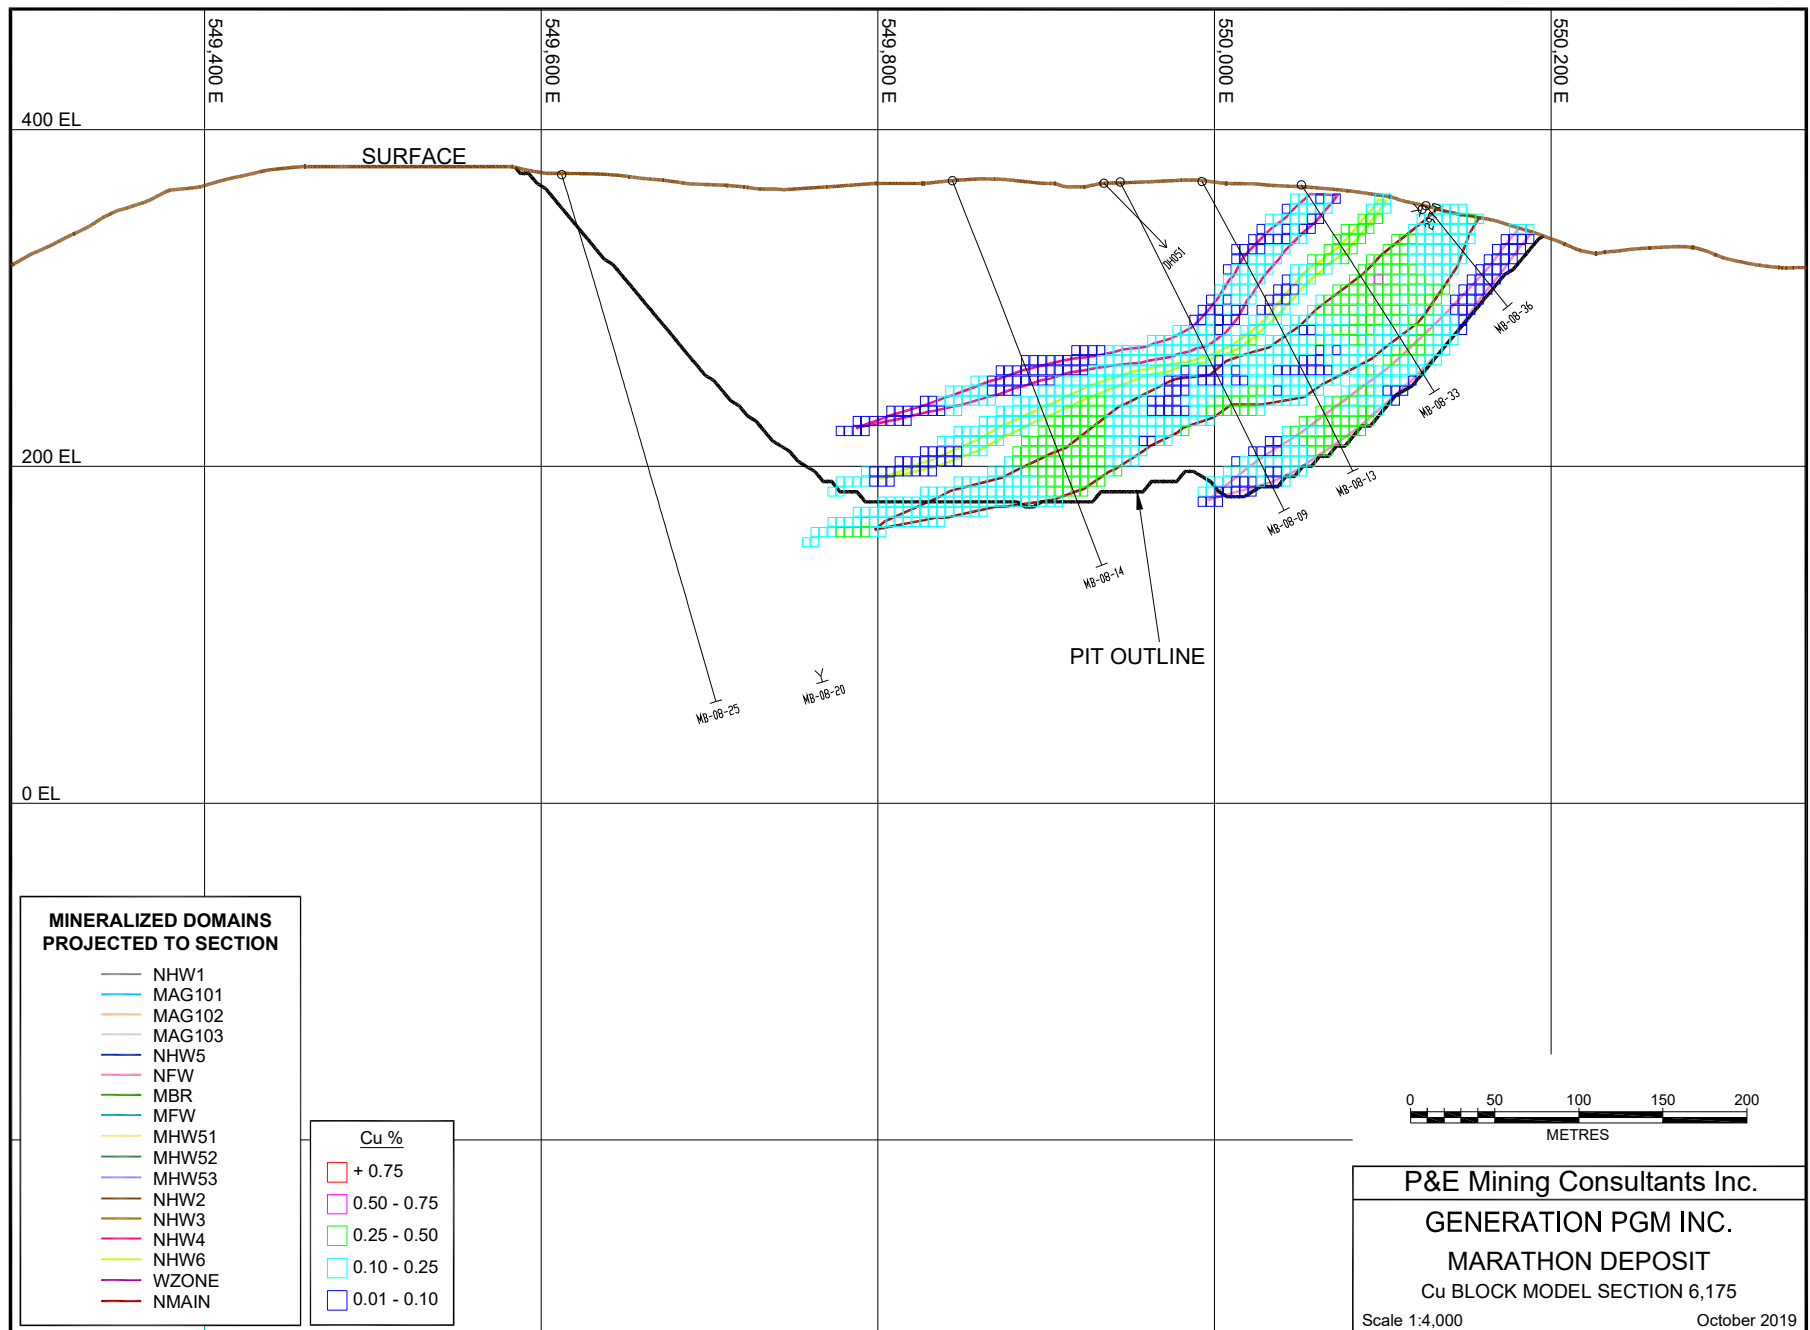 549,400 E
549,600 E
549,800 E
550,000 E
550,200 E
400 EL
SURFACE
DH051
MB-08-36
MB-08-33
200 EL
MB-08-13
MB-08-09
MB-08-14
PIT OUTLINE
MB-08-20
MB-08-25
0 EL
MINERALIZED DOMAINS
PROJECTED TO SECTION
NHW1
MAG101
MAG102
MAG103
NHW5
NFW
MBR
MFW
MHW51
MHW52
MHW53
NHW2
NHW3
NHW4
NHW6
WZONE
NMAIN
Cu %
+ 0.75
0.50 - 0.75
0.25 - 0.50
0.10 - 0.25
0.01 - 0.10
0 50 100 150 200
METRES
P&E Mining Consultants Inc.
GENERATION PGM INC.
MARATHON DEPOSIT
Cu BLOCK MODEL SECTION 6,175
Scale 1:4,000 October 2019